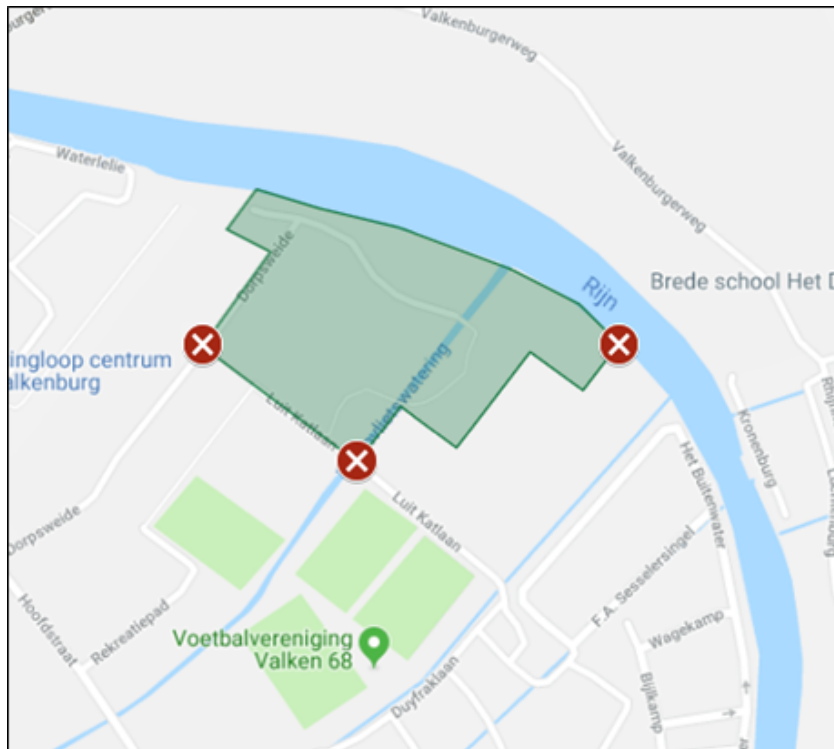 Valkenburgerweg
Valkenburgerweg
Waterlelie
Dorpsweide
Rijn
Brede school Het D
ingloop centrum
alkenburg
vlietswatering
Luit Katlaan
Kronenburg
Luit Katlaan
Het Buitenwater
Dorpsweide
F.A. Sesselersingel
Hoofdstraat
Rekreatiepad
Voetbalvereniging
Valken 68
Wagekamp
Duyfraklaan
Bijlkamp